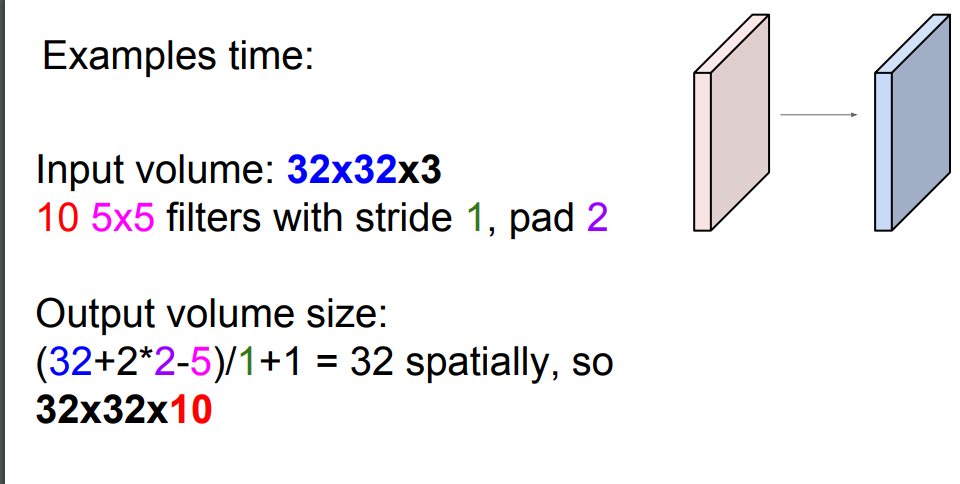 Examples time:
Input volume: 32x32x3
10 5x5 filters with stride 1, pad 2
Output volume size:
(32+2*2-5)/1+1 = 32 spatially, so
32x32x10